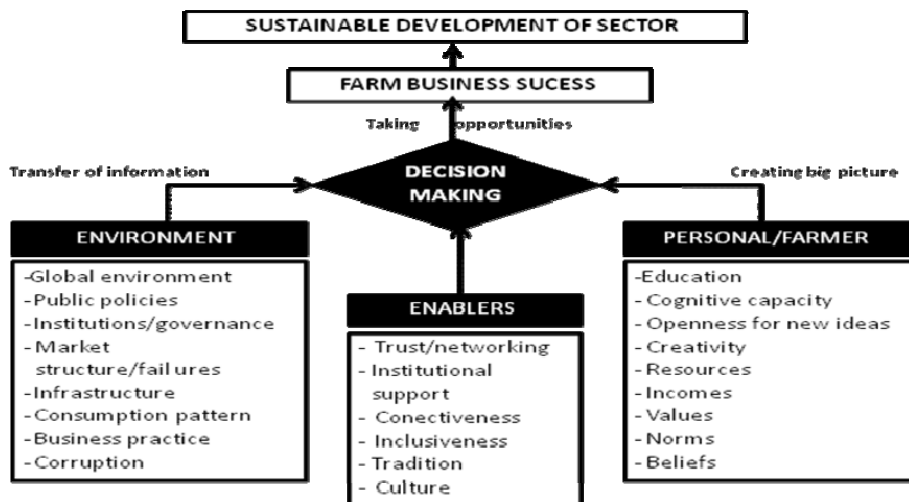 SUSTAINABLE DEVELOPMENT OF SECTOR
FARM BUSINESS SUCESS
Taking opportunities
DECISION
MAKING
Transfer of information
Creating big picture
ENVIRONMENT
-Global environment
-Public policies
-Institutions/governance
-Market
structure/failures
-Infrastructure
-Consumption pattern
-Business practice
-Corruption
ENABLERS
- Trust/networking
- Institutional
support
- Conectiveness
- Inclusiveness
- Tradition
- Culture
PERSONAL/FARMER
-Education
- Cognitive capacity
- Openness for new ideas
- Creativity
- Resources
- Incomes
- Values
- Norms
- Beliefs